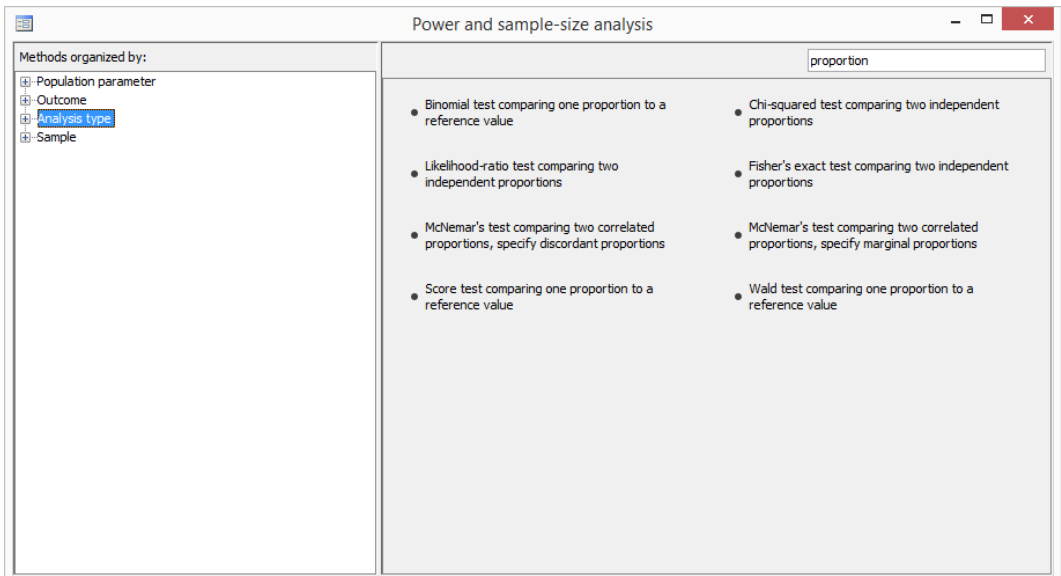 Power and sample-size analysis
Methods organized by:
proportion
Population parameter
Outcome
Analysis type
Sample
Binomial test comparing one proportion to a
reference value
Chi-squared test comparing two independent
proportions
Likelihood-ratio test comparing two
independent proportions
Fisher's exact test comparing two independent
proportions
McNemar's test comparing two correlated
proportions, specify discordant proportions
McNemar's test comparing two correlated
proportions, specify marginal proportions
Score test comparing one proportion to a
reference value
Wald test comparing one proportion to a
reference value